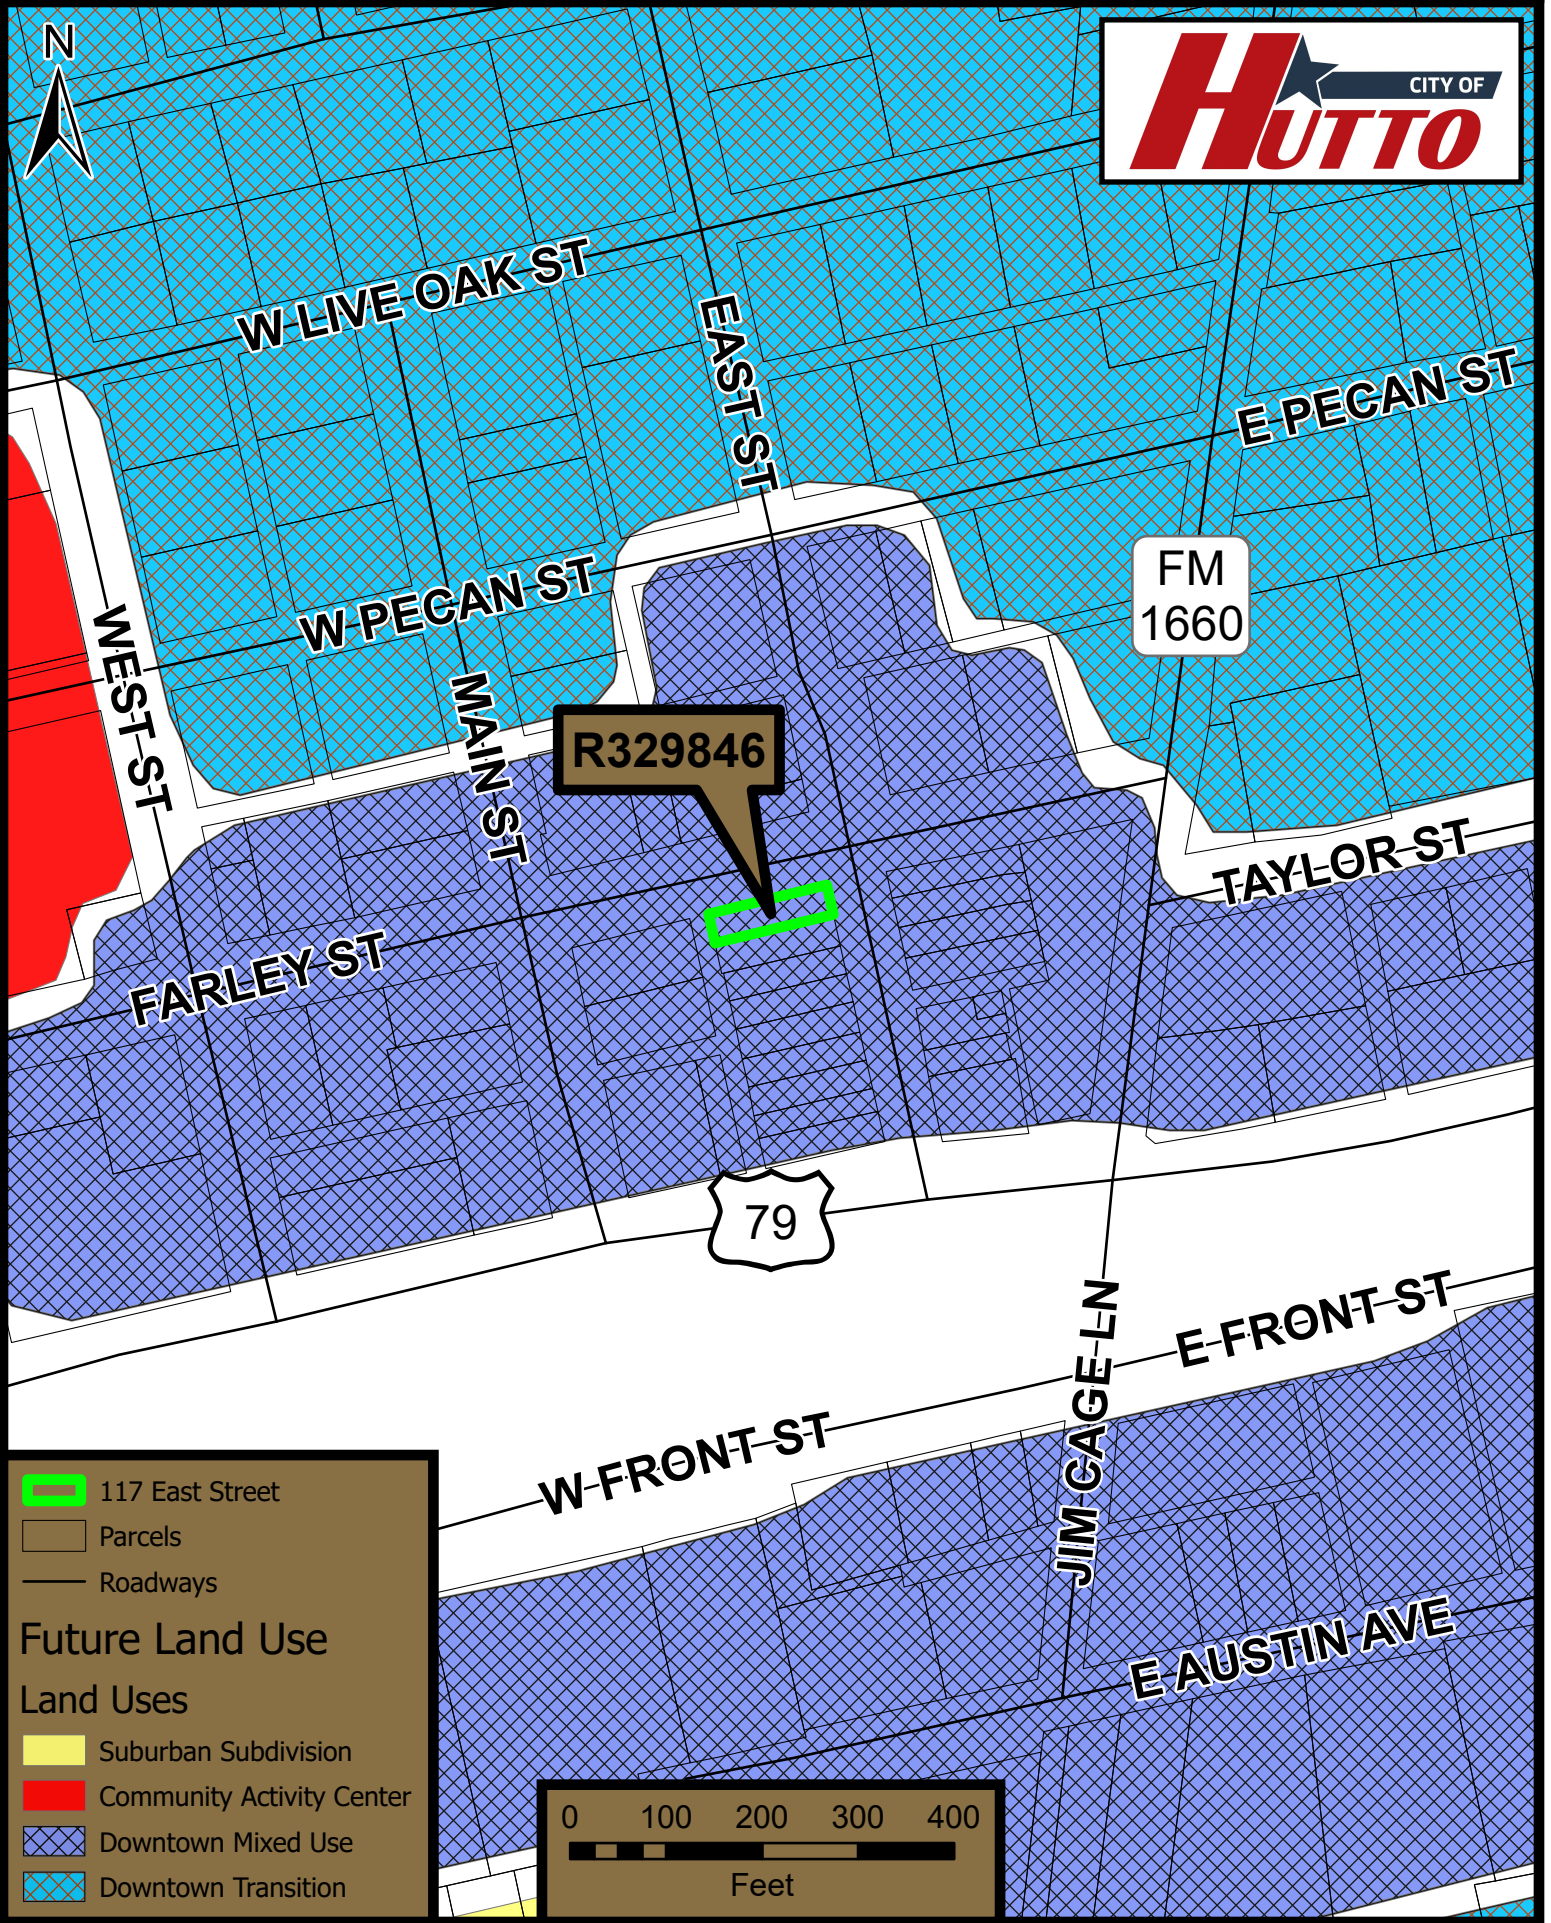 N
CITY OF
HUTTO
W LIVE OAK ST
EAST ST
E PECAN ST
FM
1660
W PECAN ST
WEST ST
MAIN ST
R329846
TAYLOR ST
FARLEY ST
79
E FRONT ST
JIM CAGE LN
W FRONT ST
E AUSTIN AVE
117 East Street
Parcels
Roadways
Future Land Use
Land Uses
Suburban Subdivision
Community Activity Center
Downtown Mixed Use
Downtown Transition
0 100 200 300 400
Feet